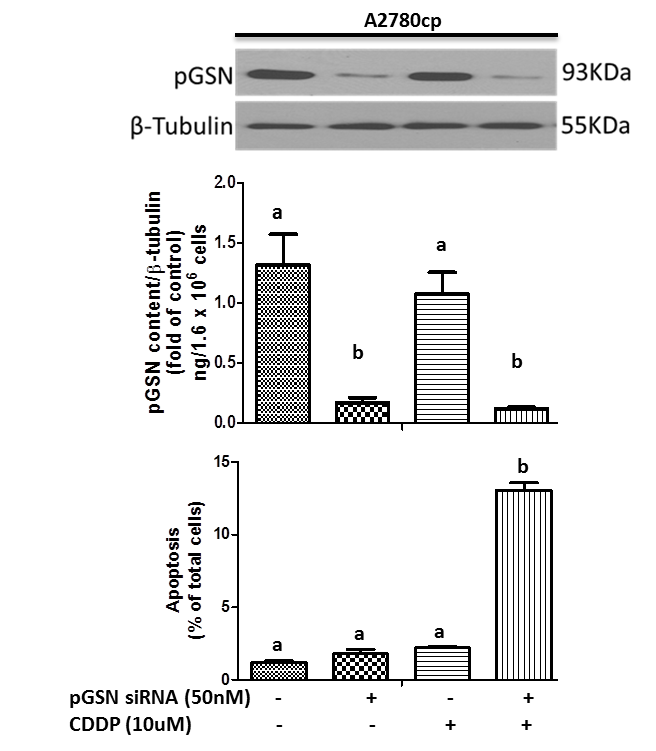 A2780cp
pGSN
93KDa
β-Tubulin
55KDa
pGSN content/β-tubulin
(fold of control)
ng/1.6 x 10⁶ cells
2.0
1.5
1.0
0.5
0.0
a
b
a
b
Apoptosis
(% of total cells)
15
10
5
0
a
a
a
b
pGSN siRNA (50nM) - + - +
CDDP (10uM) - - + +